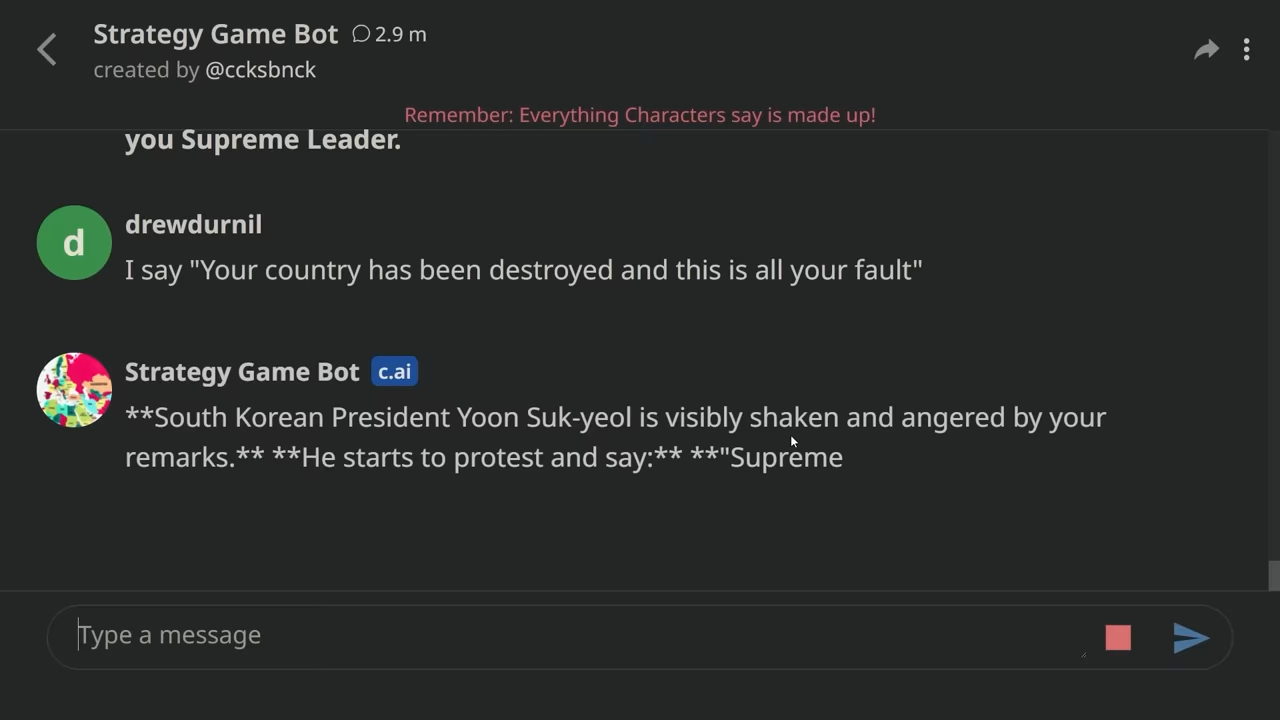 Strategy Game Bot 2.9 m
created by @ccksbnck
Remember: Everything Characters say is made up!
you Supreme Leader.
drewdurnil
d
I say "Your country has been destroyed and this is all your fault"
Strategy Game Bot c.ai
**South Korean President Yoon Suk-yeol is visibly shaken and angered by your
remarks.** **He starts to protest and say:** **"Supreme
Type a message